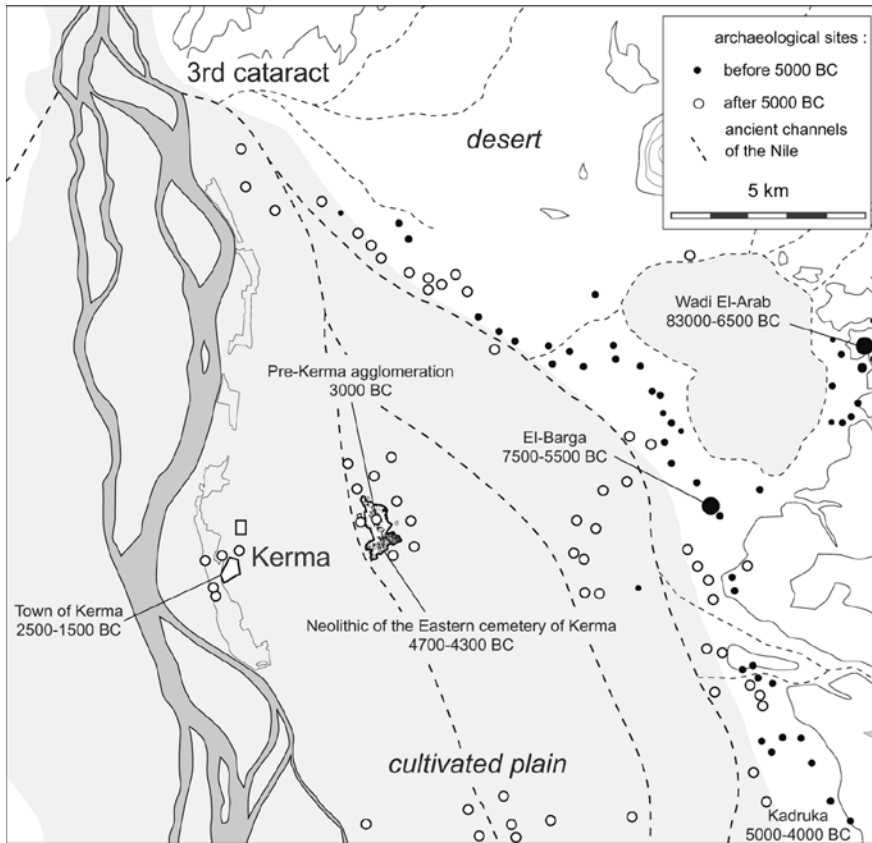 3rd cataract
desert
archaeological sites :
before 5000 BC
after 5000 BC
ancient channels
of the Nile
5 km
Wadi El-Arab
83000-6500 BC
Pre-Kerma agglomeration
3000 BC
El-Barga
7500-5500 BC
Kerma
Town of Kerma
2500-1500 BC
Neolithic of the Eastern cemetery of Kerma
4700-4300 BC
cultivated plain
Kadruka
5000-4000 BC